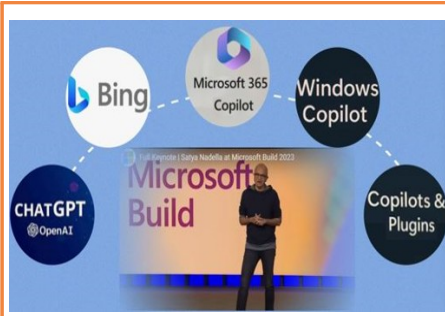 Bing
Microsoft 365
Copilot
Windows
Copilot
CHATGPT
OpenAI
Full Keynote | Satya Nadella at Microsoft Build 2023
Microsoft
Build
Copilots &
Plugins